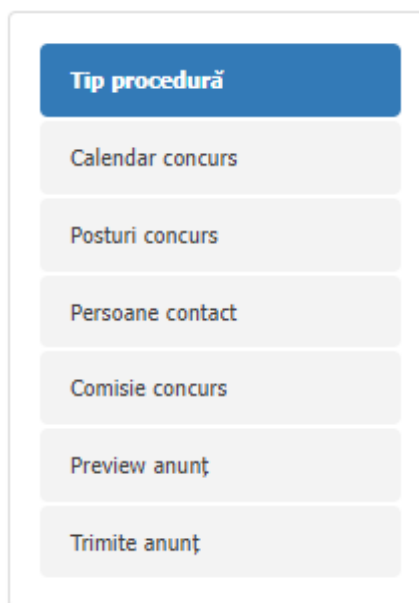 Tip procedură
Calendar concurs
Posturi concurs
Persoane contact
Comisie concurs
Preview anunț
Trimite anunț